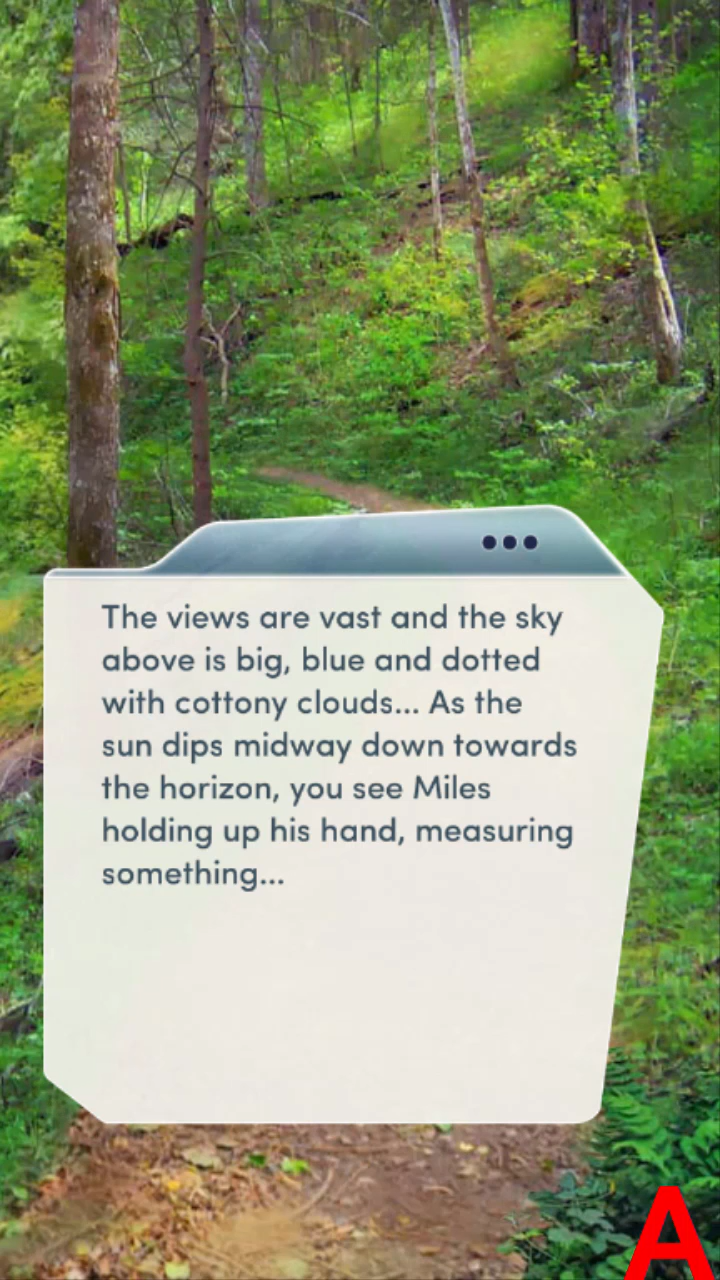 The views are vast and the sky
above is big, blue and dotted
with cottony clouds... As the
sun dips midway down towards
the horizon, you see Miles
holding up his hand, measuring
something...
A